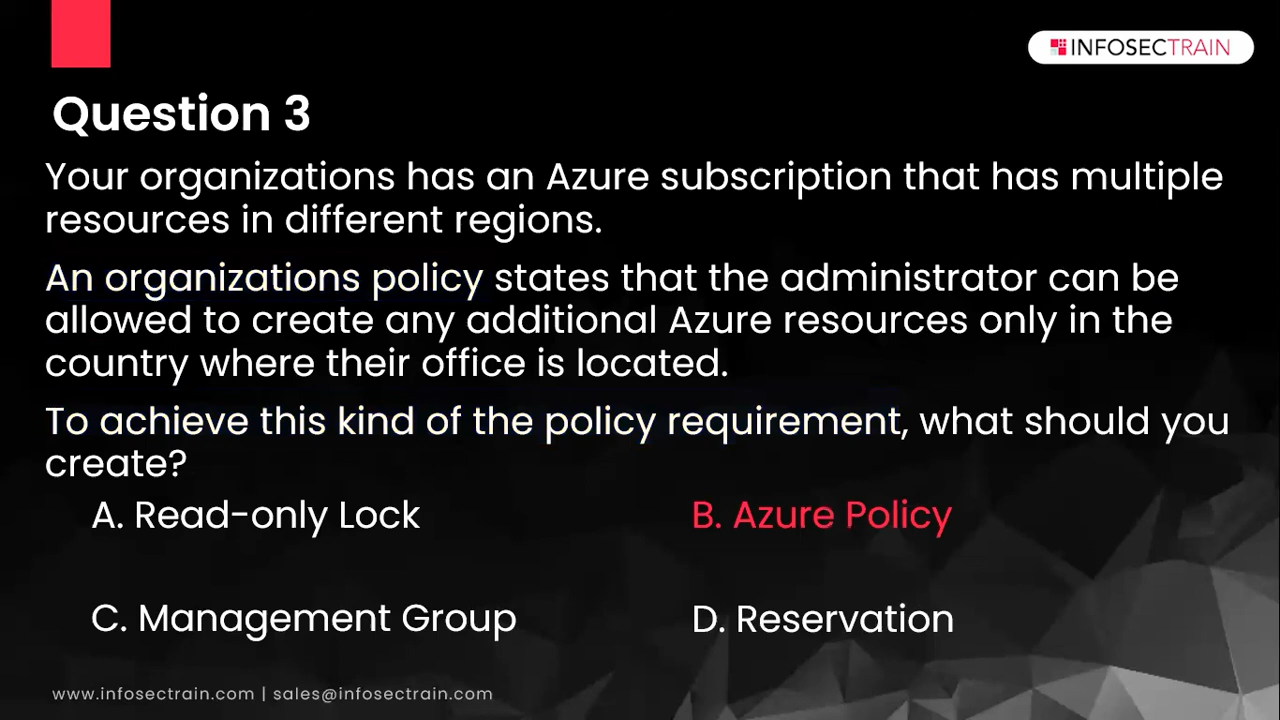 INFOSECTRAIN
Question 3
Your organizations has an Azure subscription that has multiple
resources in different regions.
An organizations policy states that the administrator can be
allowed to create any additional Azure resources only in the
country where their office is located.
To achieve this kind of the policy requirement, what should you
create?
A. Read-only Lock
B. Azure Policy
C. Management Group
D. Reservation
www.infosectrain.com | sales@infosectrain.com